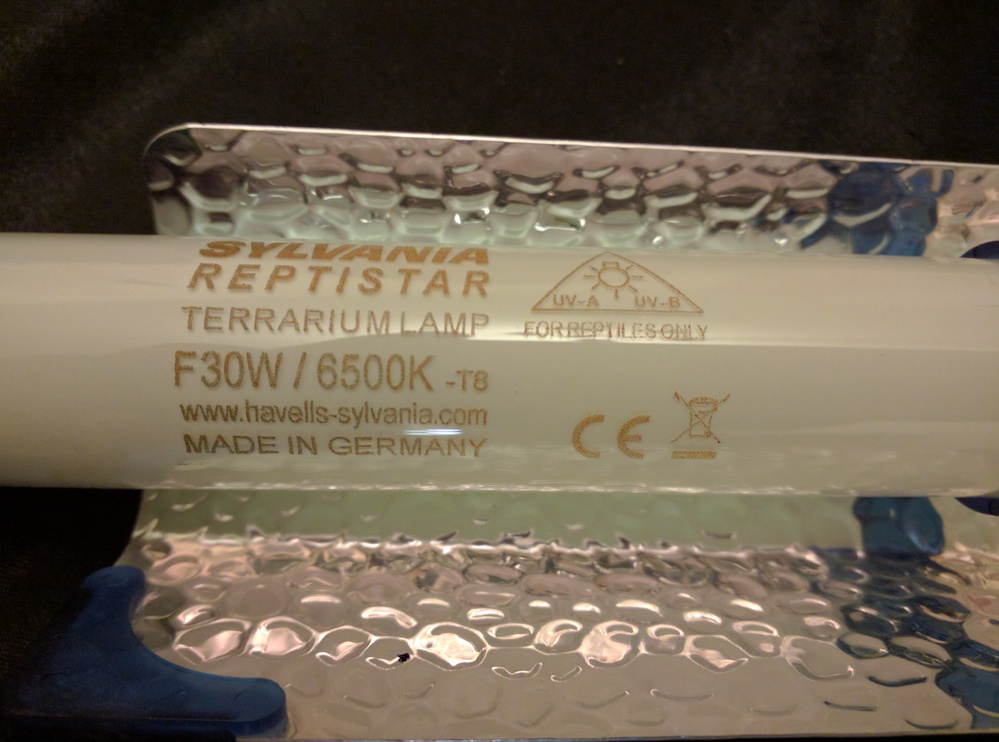 SYLVANIA
REPTISTAR
TERRARIUM LAMP
F30W / 6500K -T8
www.havells-sylvania.com
MADE IN GERMANY
UV-A UV-B
FOR REPTILES ONLY
CE